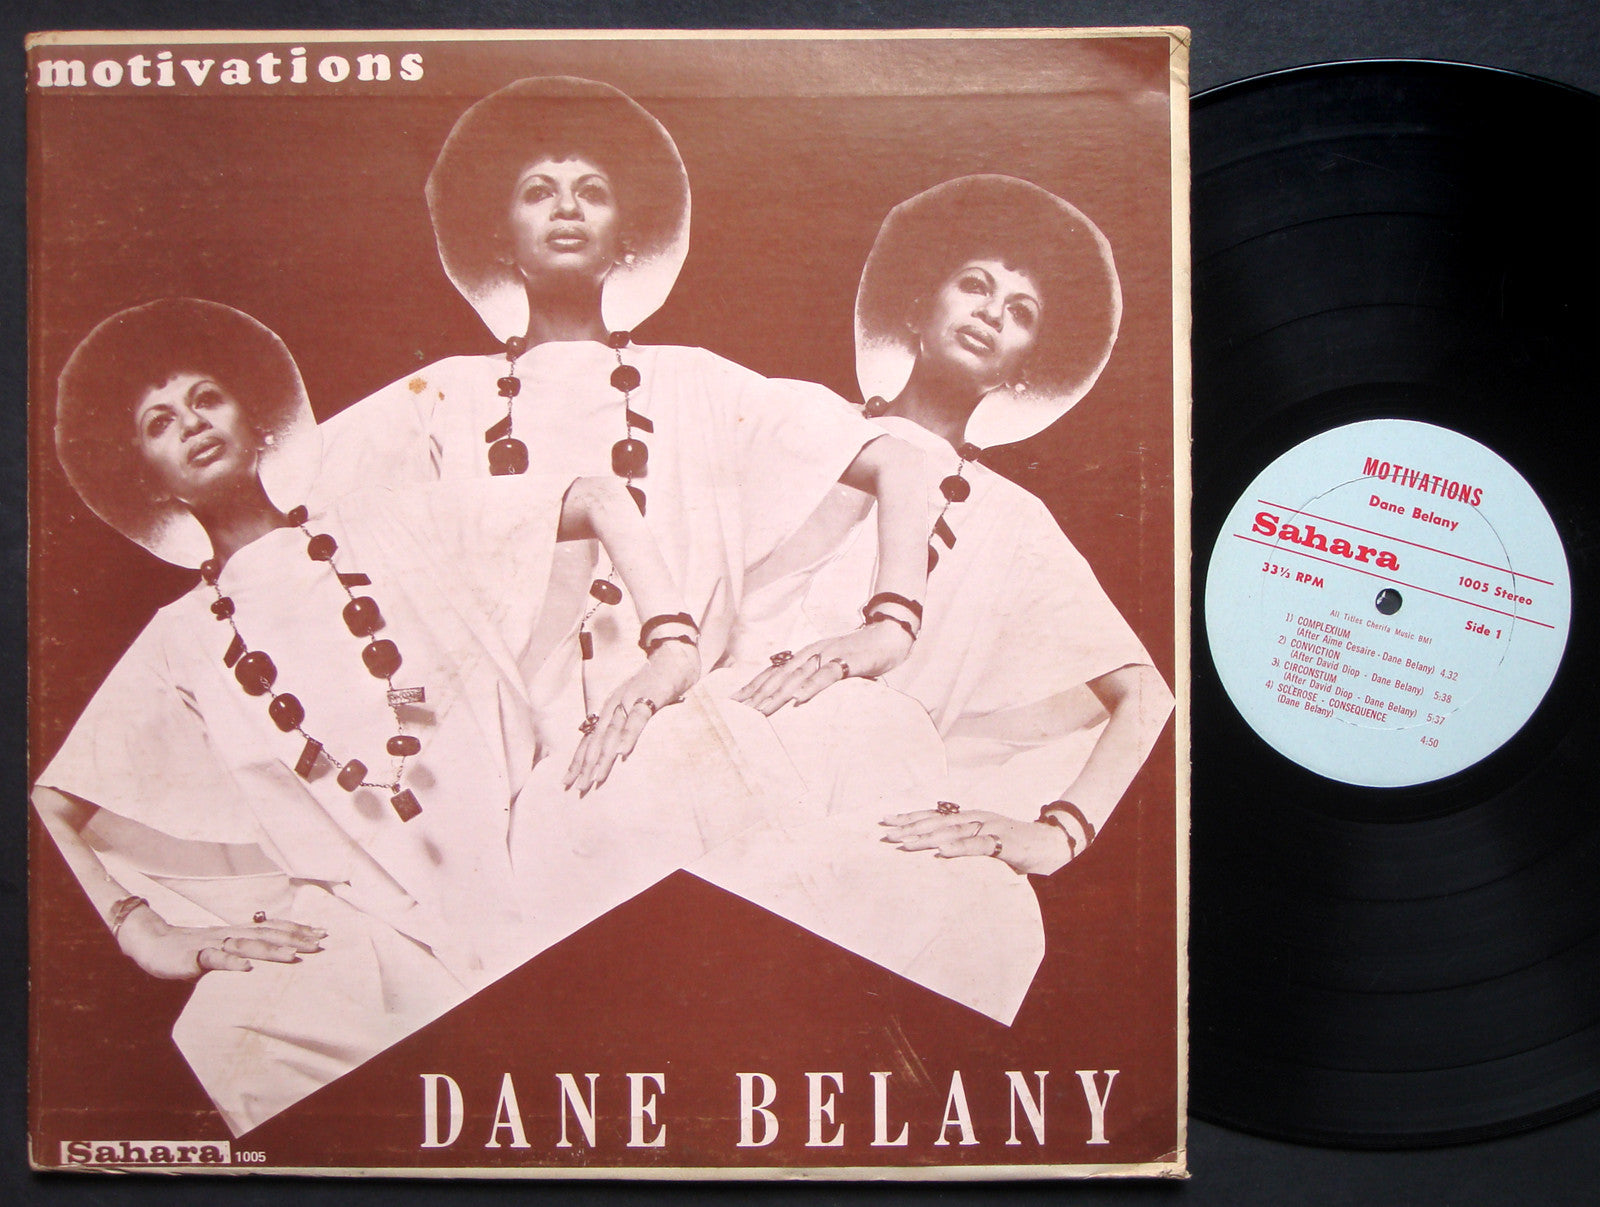 motivations
DANE BELANY
Sahara 1005
MOTIVATIONS
Dane Belany
Sahara
33⅓ RPM
1005 Stereo
Side 1
All Titles Cherifa Music BMI
1) COMPLEXIUM
(After Aime Cesaire - Dane Belany) 4:32
2) CONVICTION
(After David Diop - Dane Belany) 5:38
3) CIRCONSTUM
(After David Diop - Dane Belany) 5:37
4) SCLEROSE - CONSEQUENCE
(Dane Belany) 4:50